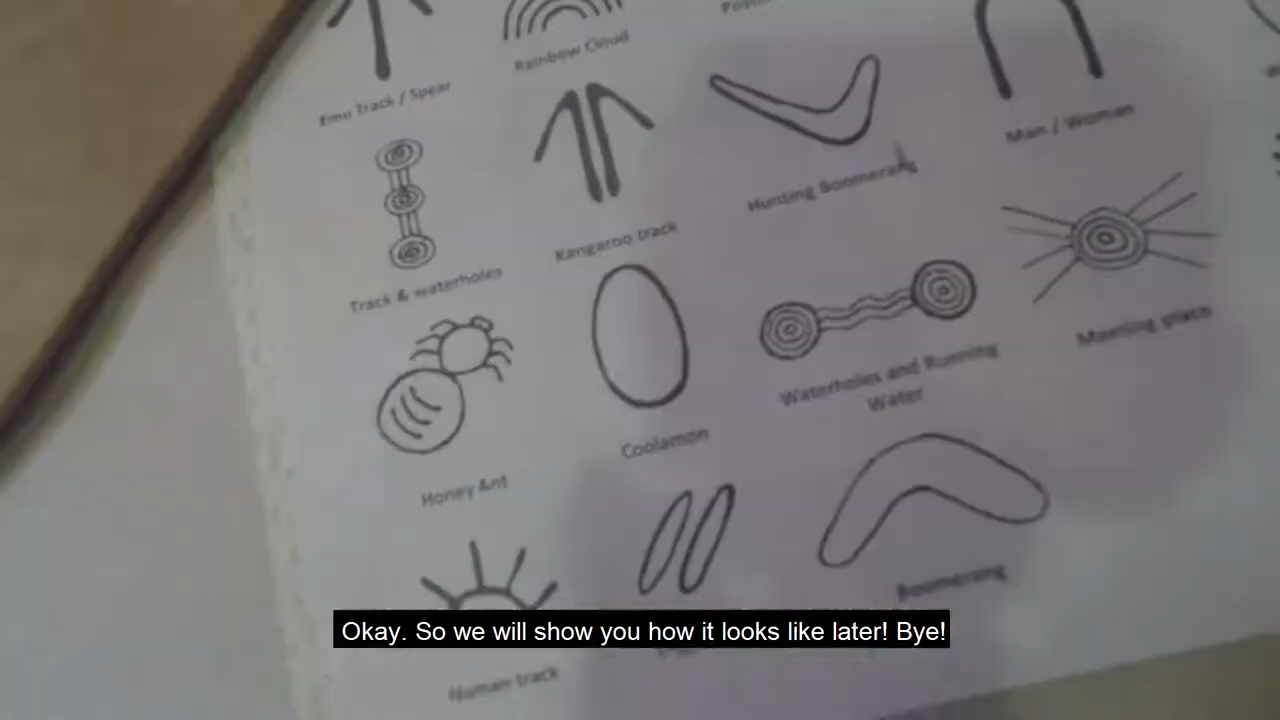 Rainbow Cloud
Emu Track / Spear
Man / Woman
Hunting Boomerang
Kangaroo track
Track & waterholes
Meeting place
Waterholes and Running
Water
Coolamon
Honey Ant
Boomerang
Okay. So we will show you how it looks like later! Bye!
Human track